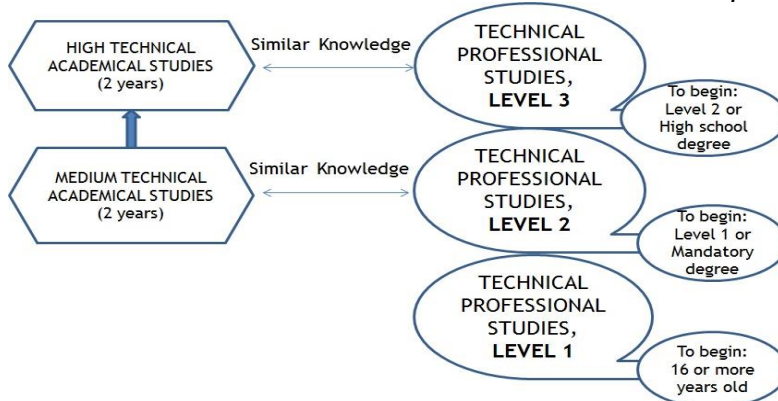 HIGH TECHNICAL
ACADEMICAL STUDIES
(2 years)
Similar Knowledge
TECHNICAL
PROFESSIONAL
STUDIES,
LEVEL 3
To begin:
Level 2 or
High school
degree
MEDIUM TECHNICAL
ACADEMICAL STUDIES
(2 years)
Similar Knowledge
TECHNICAL
PROFESSIONAL
STUDIES,
LEVEL 2
To begin:
Level 1 or
Mandatory
degree
TECHNICAL
PROFESSIONAL
STUDIES,
LEVEL 1
To begin:
16 or more
years old